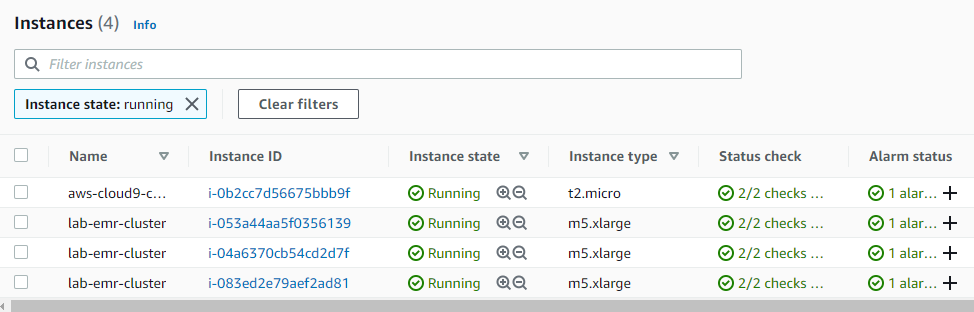 Instances (4) Info
Filter instances
Instance state: running Clear filters
Name Instance ID Instance state Instance type Status check Alarm status
aws-cloud9-c... i-0b2cc7d56675bbb9f Running t2.micro 2/2 checks ... 1 alar...
lab-emr-cluster i-053a44aa5f0356139 Running m5.xlarge 2/2 checks ... 1 alar...
lab-emr-cluster i-04a6370cb54cd2d7f Running m5.xlarge 2/2 checks ... 1 alar...
lab-emr-cluster i-083ed2e79aef2ad81 Running m5.xlarge 2/2 checks ... 1 alar...